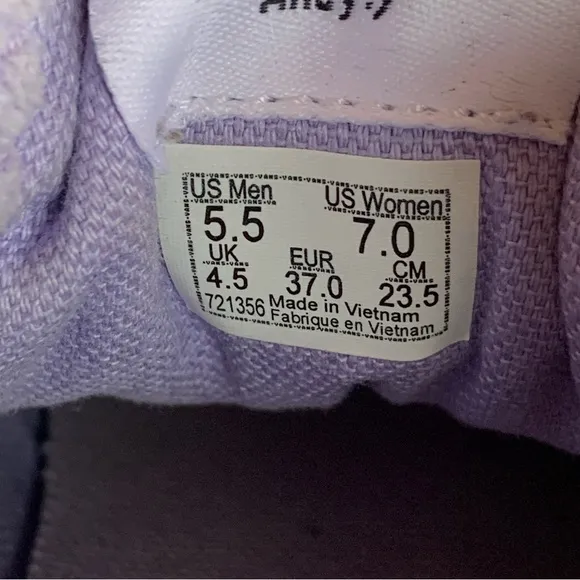 US Men US Women
5.5 7.0
UK EUR CM
4.5 37.0 23.5
721356 Made in Vietnam
Fabrique en Vietnam